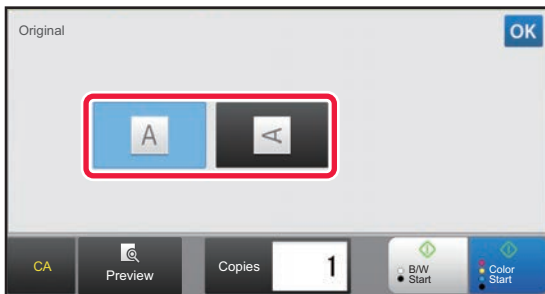 Original
OK
A
A
CA
Preview
Copies
1
B/W
Start
Color
Start